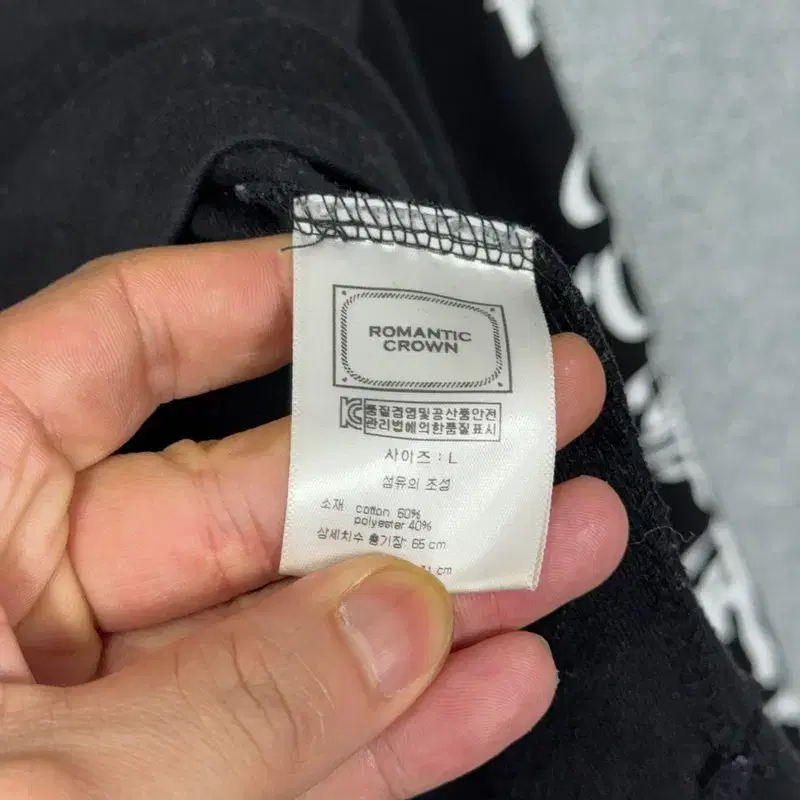 ROMANTIC
CROWN
품질경영및공산품안전
관리법에의한품질표시
사이즈 : L
섬유의 조성
소재 cotton 60%
polyester 40%
상세치수 총기장: 65 cm
cm